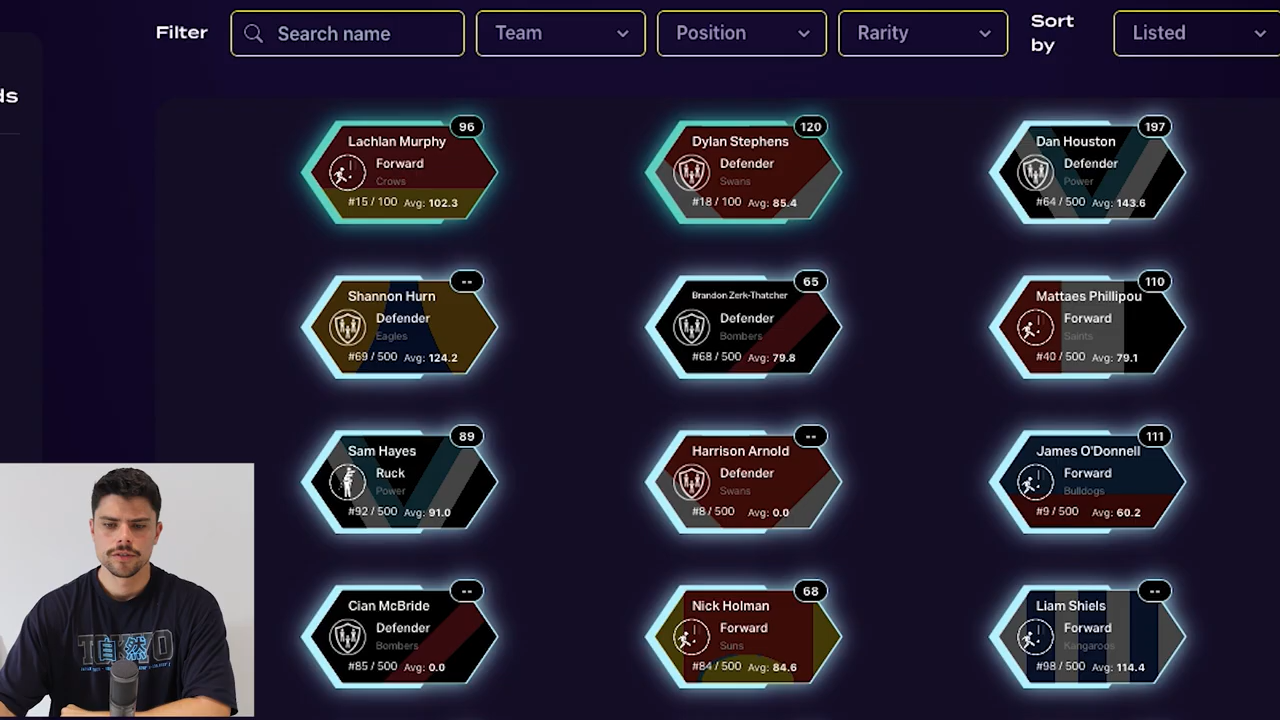 Filter
Search name
Team
Position
Rarity
Sort
by
Listed
ds
96
Lachlan Murphy
Forward
Crows
#15 / 100 Avg: 102.3
120
Dylan Stephens
Defender
Swans
#18 / 100 Avg: 85.4
197
Dan Houston
Defender
Power
#64 / 500 Avg: 143.6
--
Shannon Hurn
Defender
Eagles
#69 / 500 Avg: 124.2
65
Brandon Zerk-Thatcher
Defender
Bombers
#68 / 500 Avg: 79.8
110
Mattaes Phillipou
Forward
Saints
#40 / 500 Avg: 79.1
89
Sam Hayes
Ruck
Power
#92 / 500 Avg: 91.0
--
Harrison Arnold
Defender
Swans
#8 / 500 Avg: 0.0
111
James O'Donnell
Forward
Bulldogs
#9 / 500 Avg: 60.2
--
Cian McBride
Defender
Bombers
#85 / 500 Avg: 0.0
68
Nick Holman
Forward
Suns
#84 / 500 Avg: 84.6
--
Liam Shiels
Forward
Kangaroos
#98 / 500 Avg: 114.4
TOKYO
自然